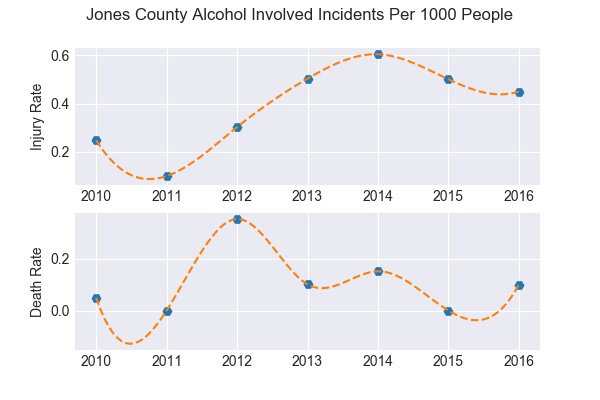 Jones County Alcohol Involved Incidents Per 1000 People
Injury Rate
0.6
0.4
0.2
2010 2011 2012 2013 2014 2015 2016
Death Rate
0.2
0.0
2010 2011 2012 2013 2014 2015 2016